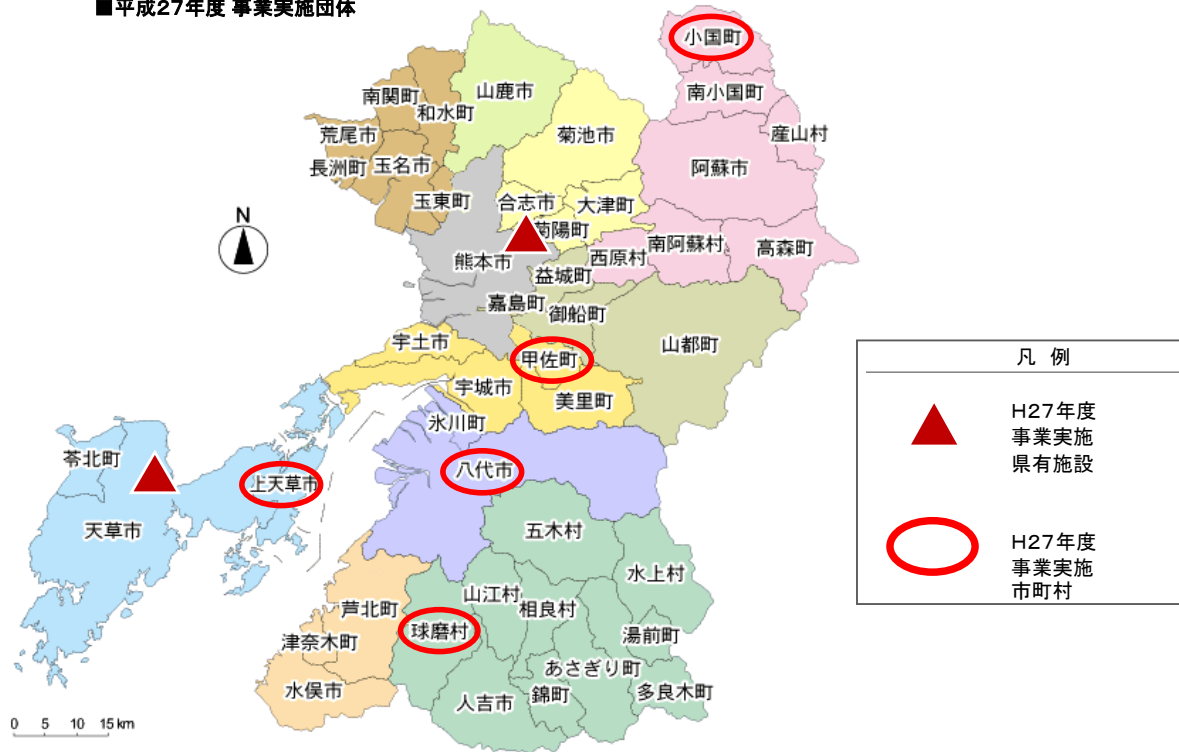 ■平成27年度 事業実施団体
小国町
南小国町
産山村
阿蘇市
山鹿市
南関町
和水町
菊池市
荒尾市
長洲町
玉名市
玉東町
合志市
大津町
菊陽町
西原村
南阿蘇村
高森町
N
熊本市
益城町
嘉島町
御船町
山都町
宇土市
甲佐町
宇城市
美里町
氷川町
八代市
苓北町
上天草市
天草市
五木村
水上村
山江村
相良村
芦北町
球磨村
湯前町
津奈木町
あさぎり町
多良木町
錦町
水俣市
人吉市
0 5 10 15km
凡 例
H27年度
事業実施
県有施設
H27年度
事業実施
市町村